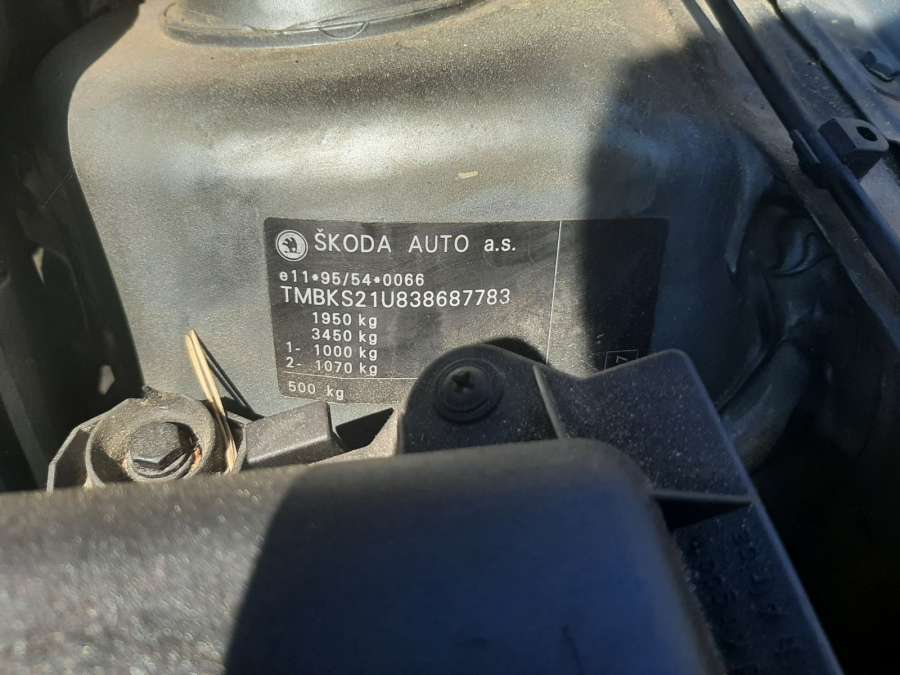 ŠKODA AUTO a.s.
e11*95/54*0066
TMBKS21U838687783
1950 kg
3450 kg
1- 1000 kg
2- 1070 kg
500 kg